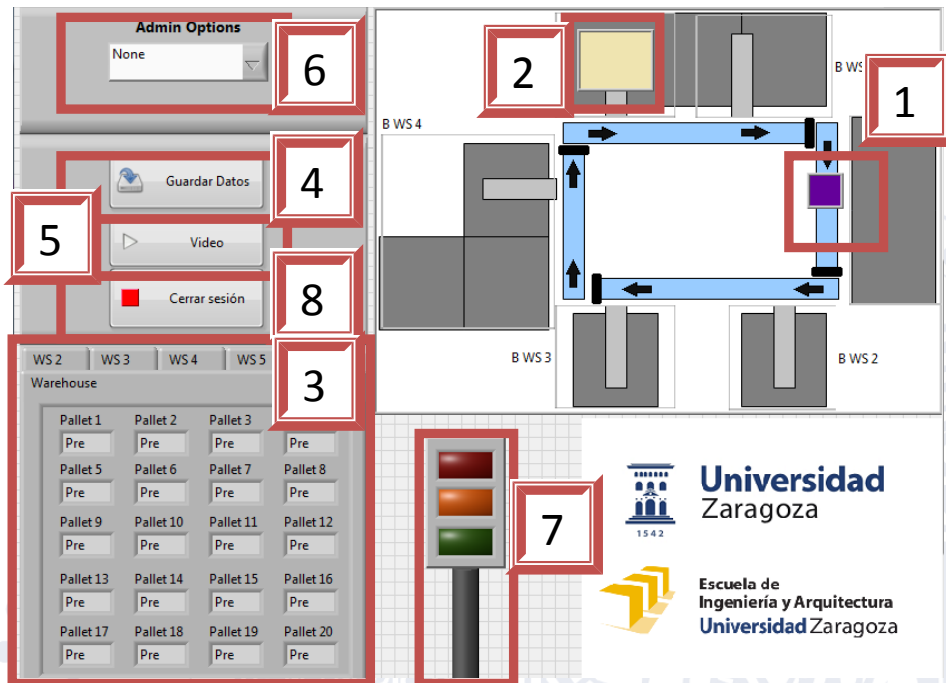 Admin Options
None
6
Guardar Datos
4
5
Video
Cerrar sesión
8
WS 2
WS 3
WS 4
WS 5
3
Warehouse
Pallet 1 Pallet 2 Pallet 3
Pre Pre Pre Pre
Pallet 5 Pallet 6 Pallet 7 Pallet 8
Pre Pre Pre Pre
Pallet 9 Pallet 10 Pallet 11 Pallet 12
Pre Pre Pre Pre
Pallet 13 Pallet 14 Pallet 15 Pallet 16
Pre Pre Pre Pre
Pallet 17 Pallet 18 Pallet 19 Pallet 20
Pre Pre Pre Pre
2
B WS
1
B WS 4
B WS 3
B WS 2
7
1542
Universidad
Zaragoza
Escuela de
Ingeniería y Arquitectura
Universidad Zaragoza